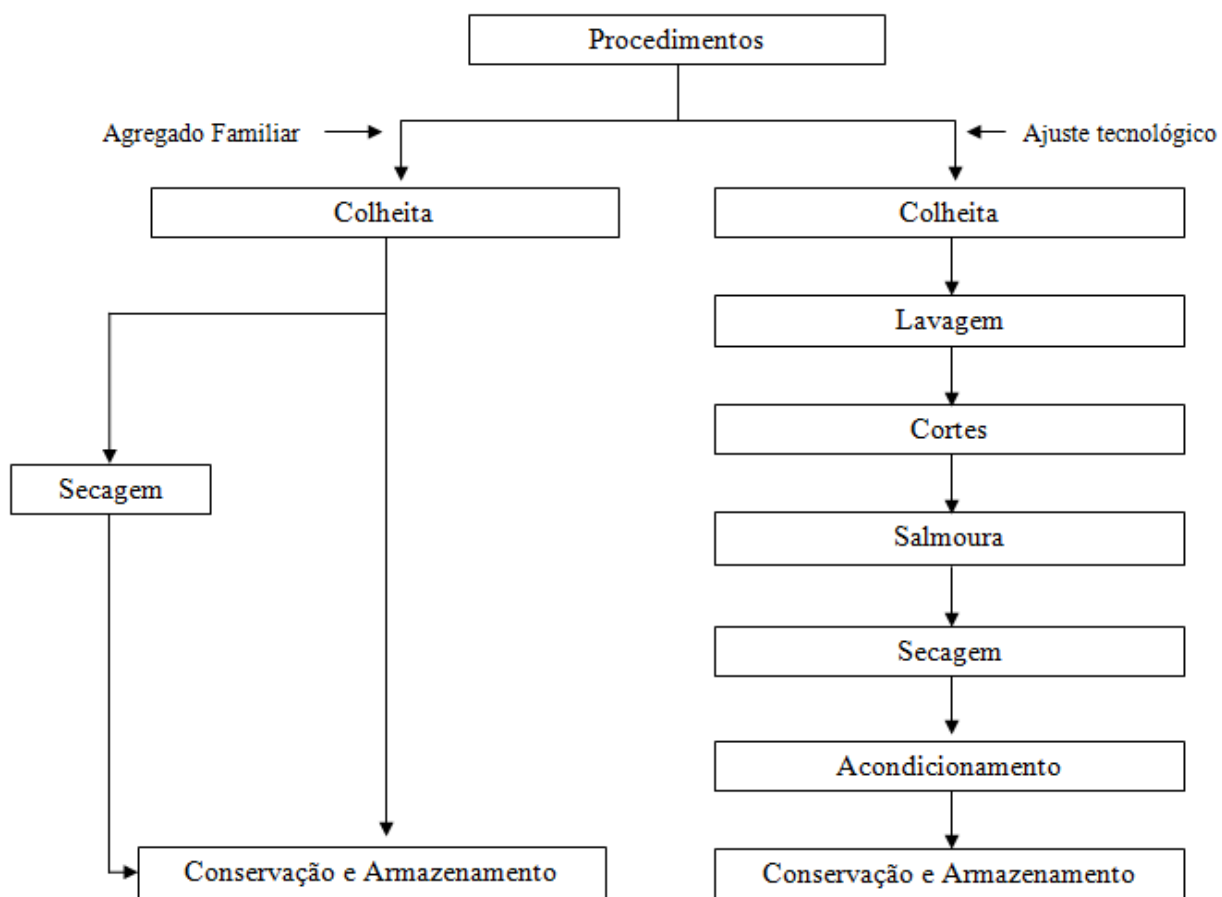 Procedimentos
Agregado Familiar
Ajuste tecnológico
Colheita
Colheita
Lavagem
Cortes
Secagem
Salmoura
Secagem
Acondicionamento
Conservação e Armazenamento
Conservação e Armazenamento